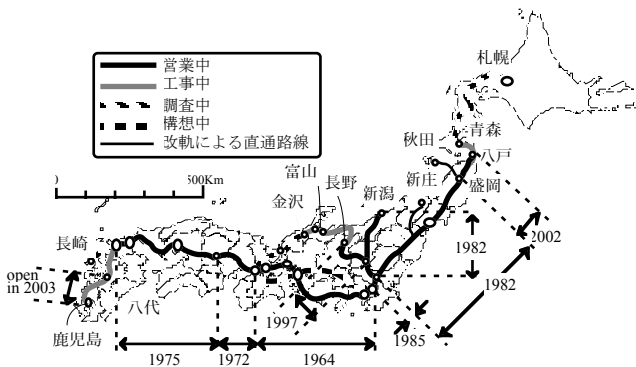 営業中
工事中
調査中
構想中
改軌による直通路線
0
500Km
札幌
青森
秋田
八戸
新庄
盛岡
富山
長野
新潟
金沢
長崎
open
in 2003
八代
鹿児島
1997
1975
1972
1964
1985
1982
1982
2002